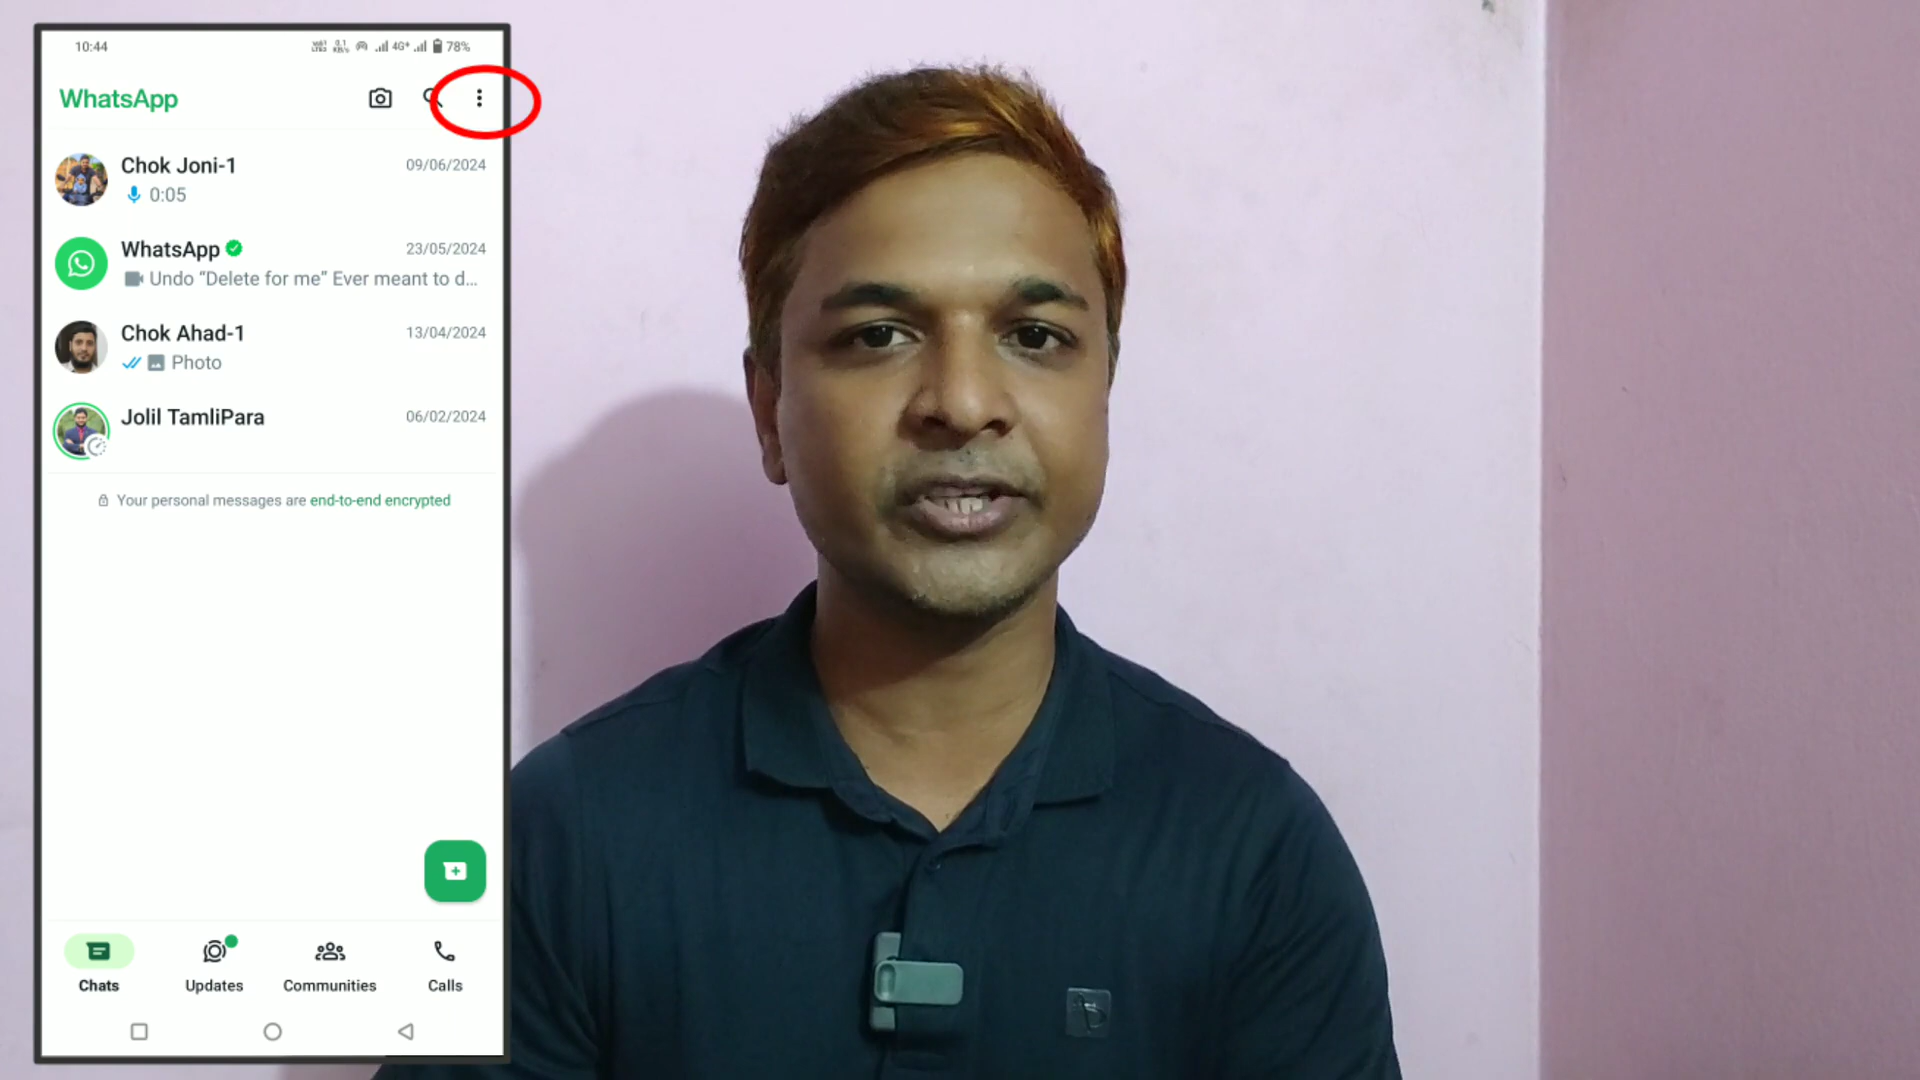 10:44
4G+ 78%
WhatsApp
Chok Joni-1 09/06/2024
0:05
WhatsApp 23/05/2024
Undo “Delete for me” Ever meant to d...
Chok Ahad-1 13/04/2024
Photo
Jolil TamliPara 06/02/2024
Your personal messages are end-to-end encrypted
Chats Updates Communities Calls